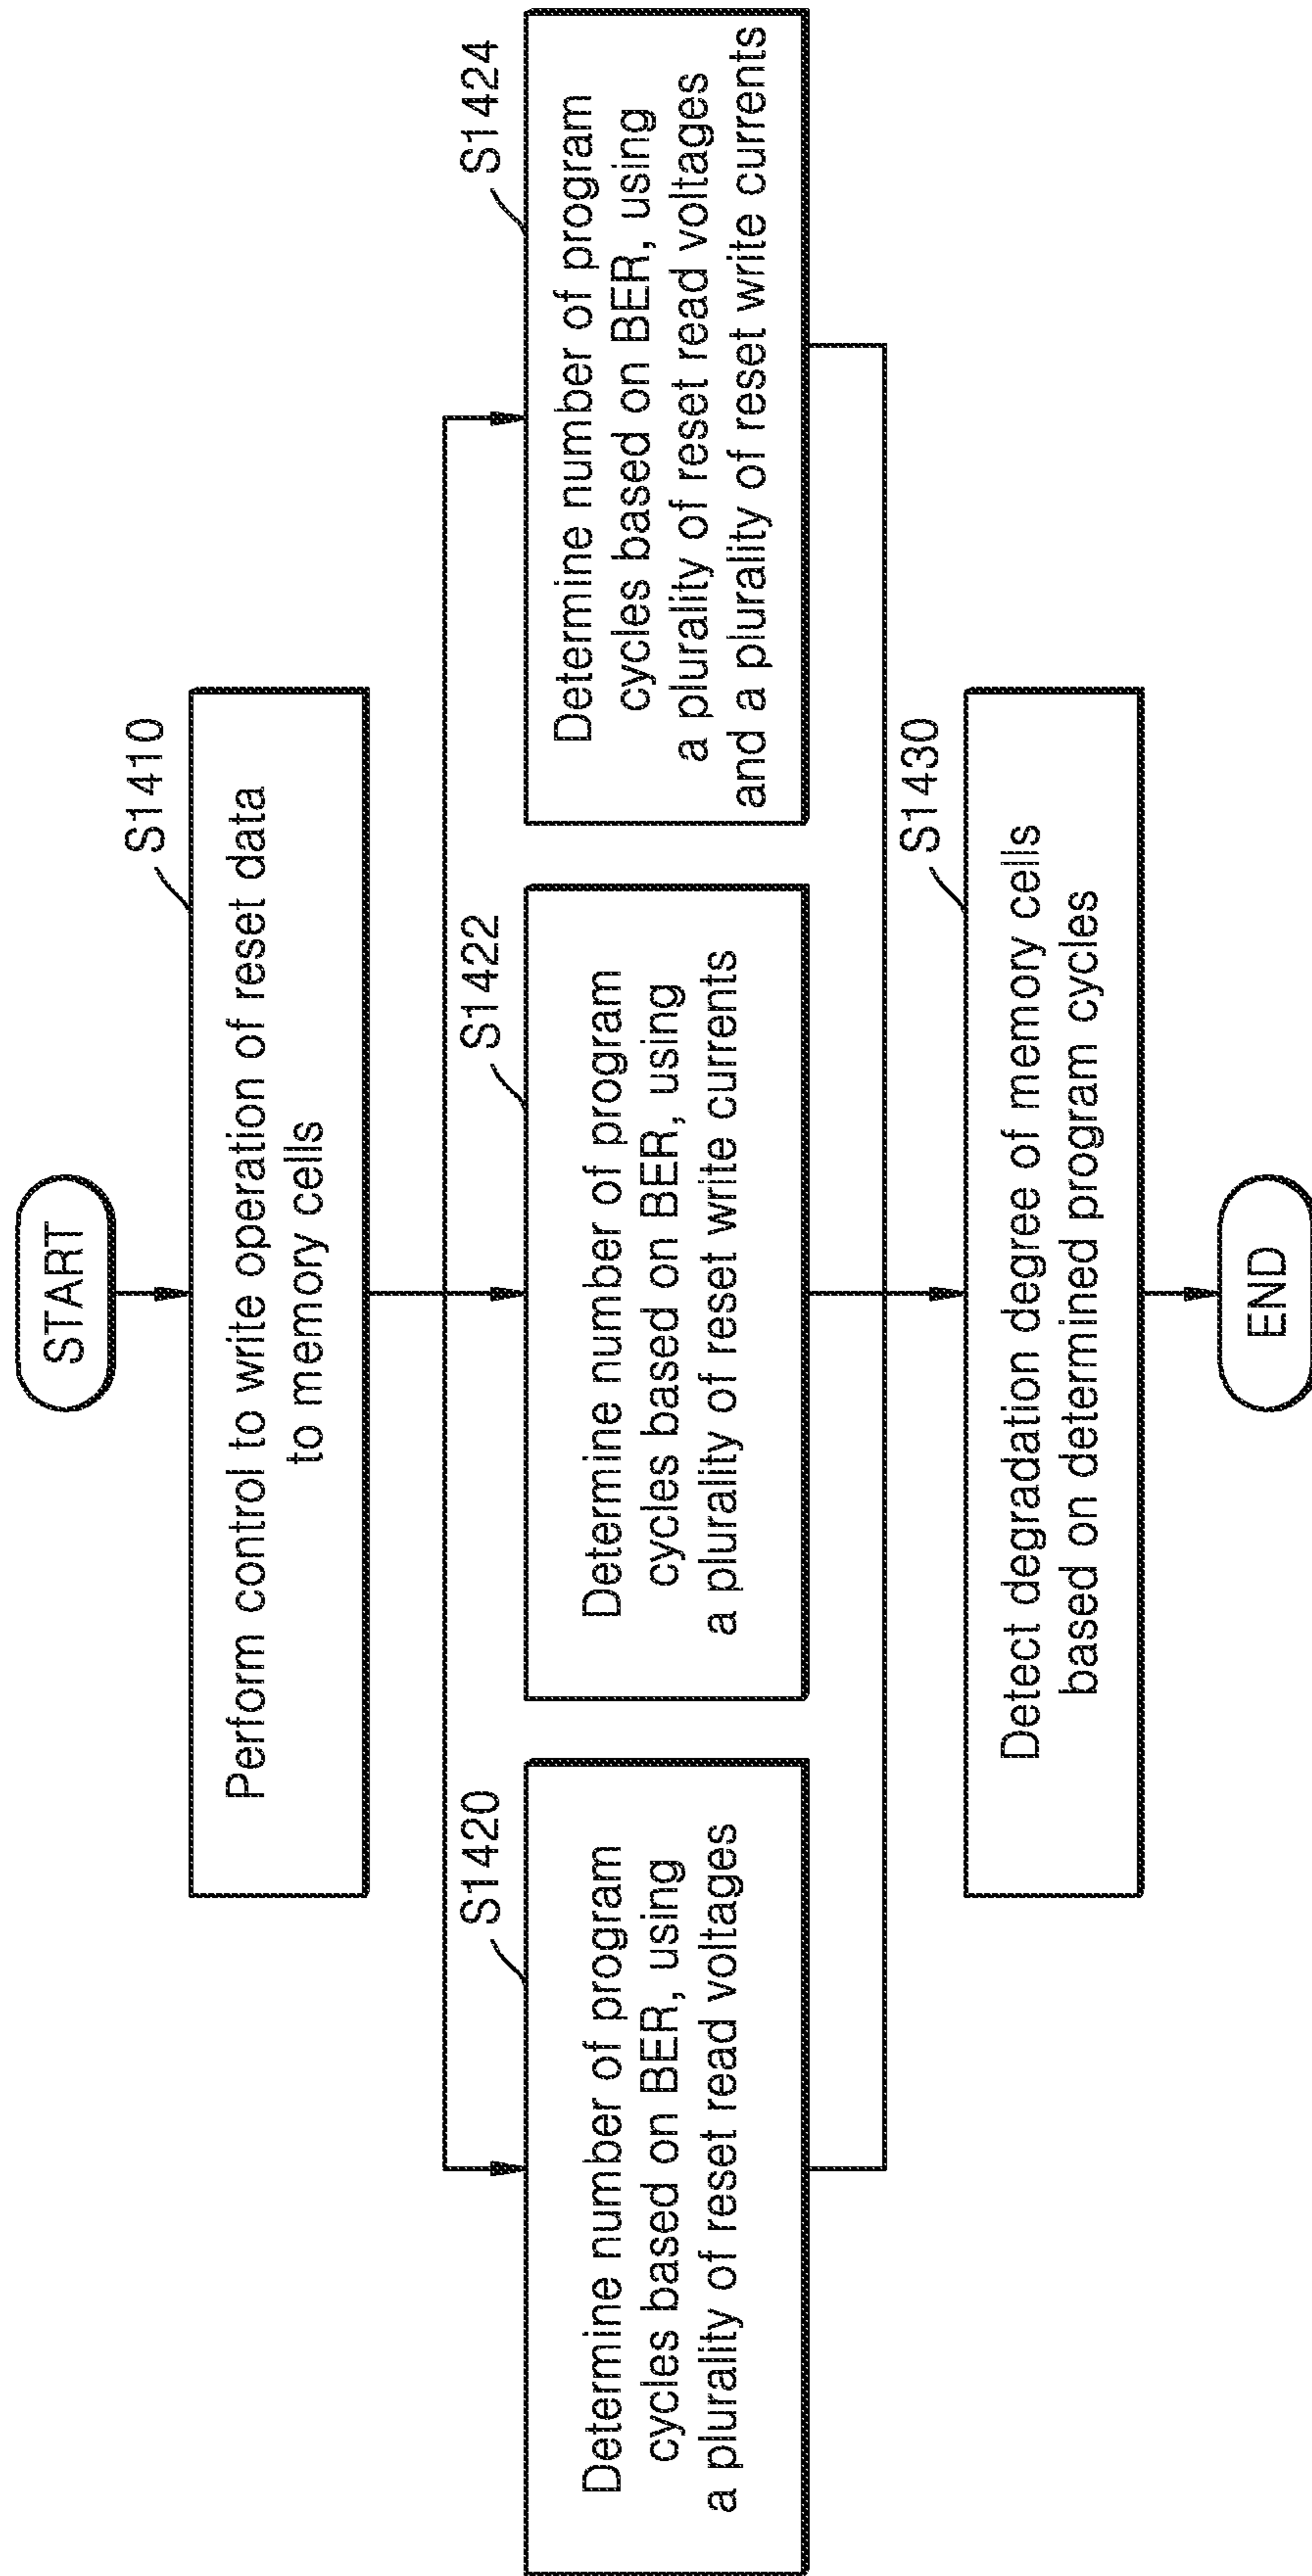 START
S1410
Perform control to write operation of reset data
to memory cells
S1420
Determine number of program
cycles based on BER, using
a plurality of reset read voltages
S1422
Determine number of program
cycles based on BER, using
a plurality of reset write currents
S1424
Determine number of program
cycles based on BER, using
a plurality of reset read voltages
and a plurality of reset write currents
S1430
Detect degradation degree of memory cells
based on determined program cycles
END